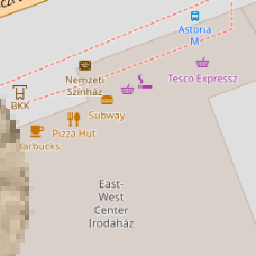 Astoria
M
Nemzeti
Színház
Tesco Expressz
BKK
Subway
Pizza Hut
tarbucks
East-
West
Center
Irodaház